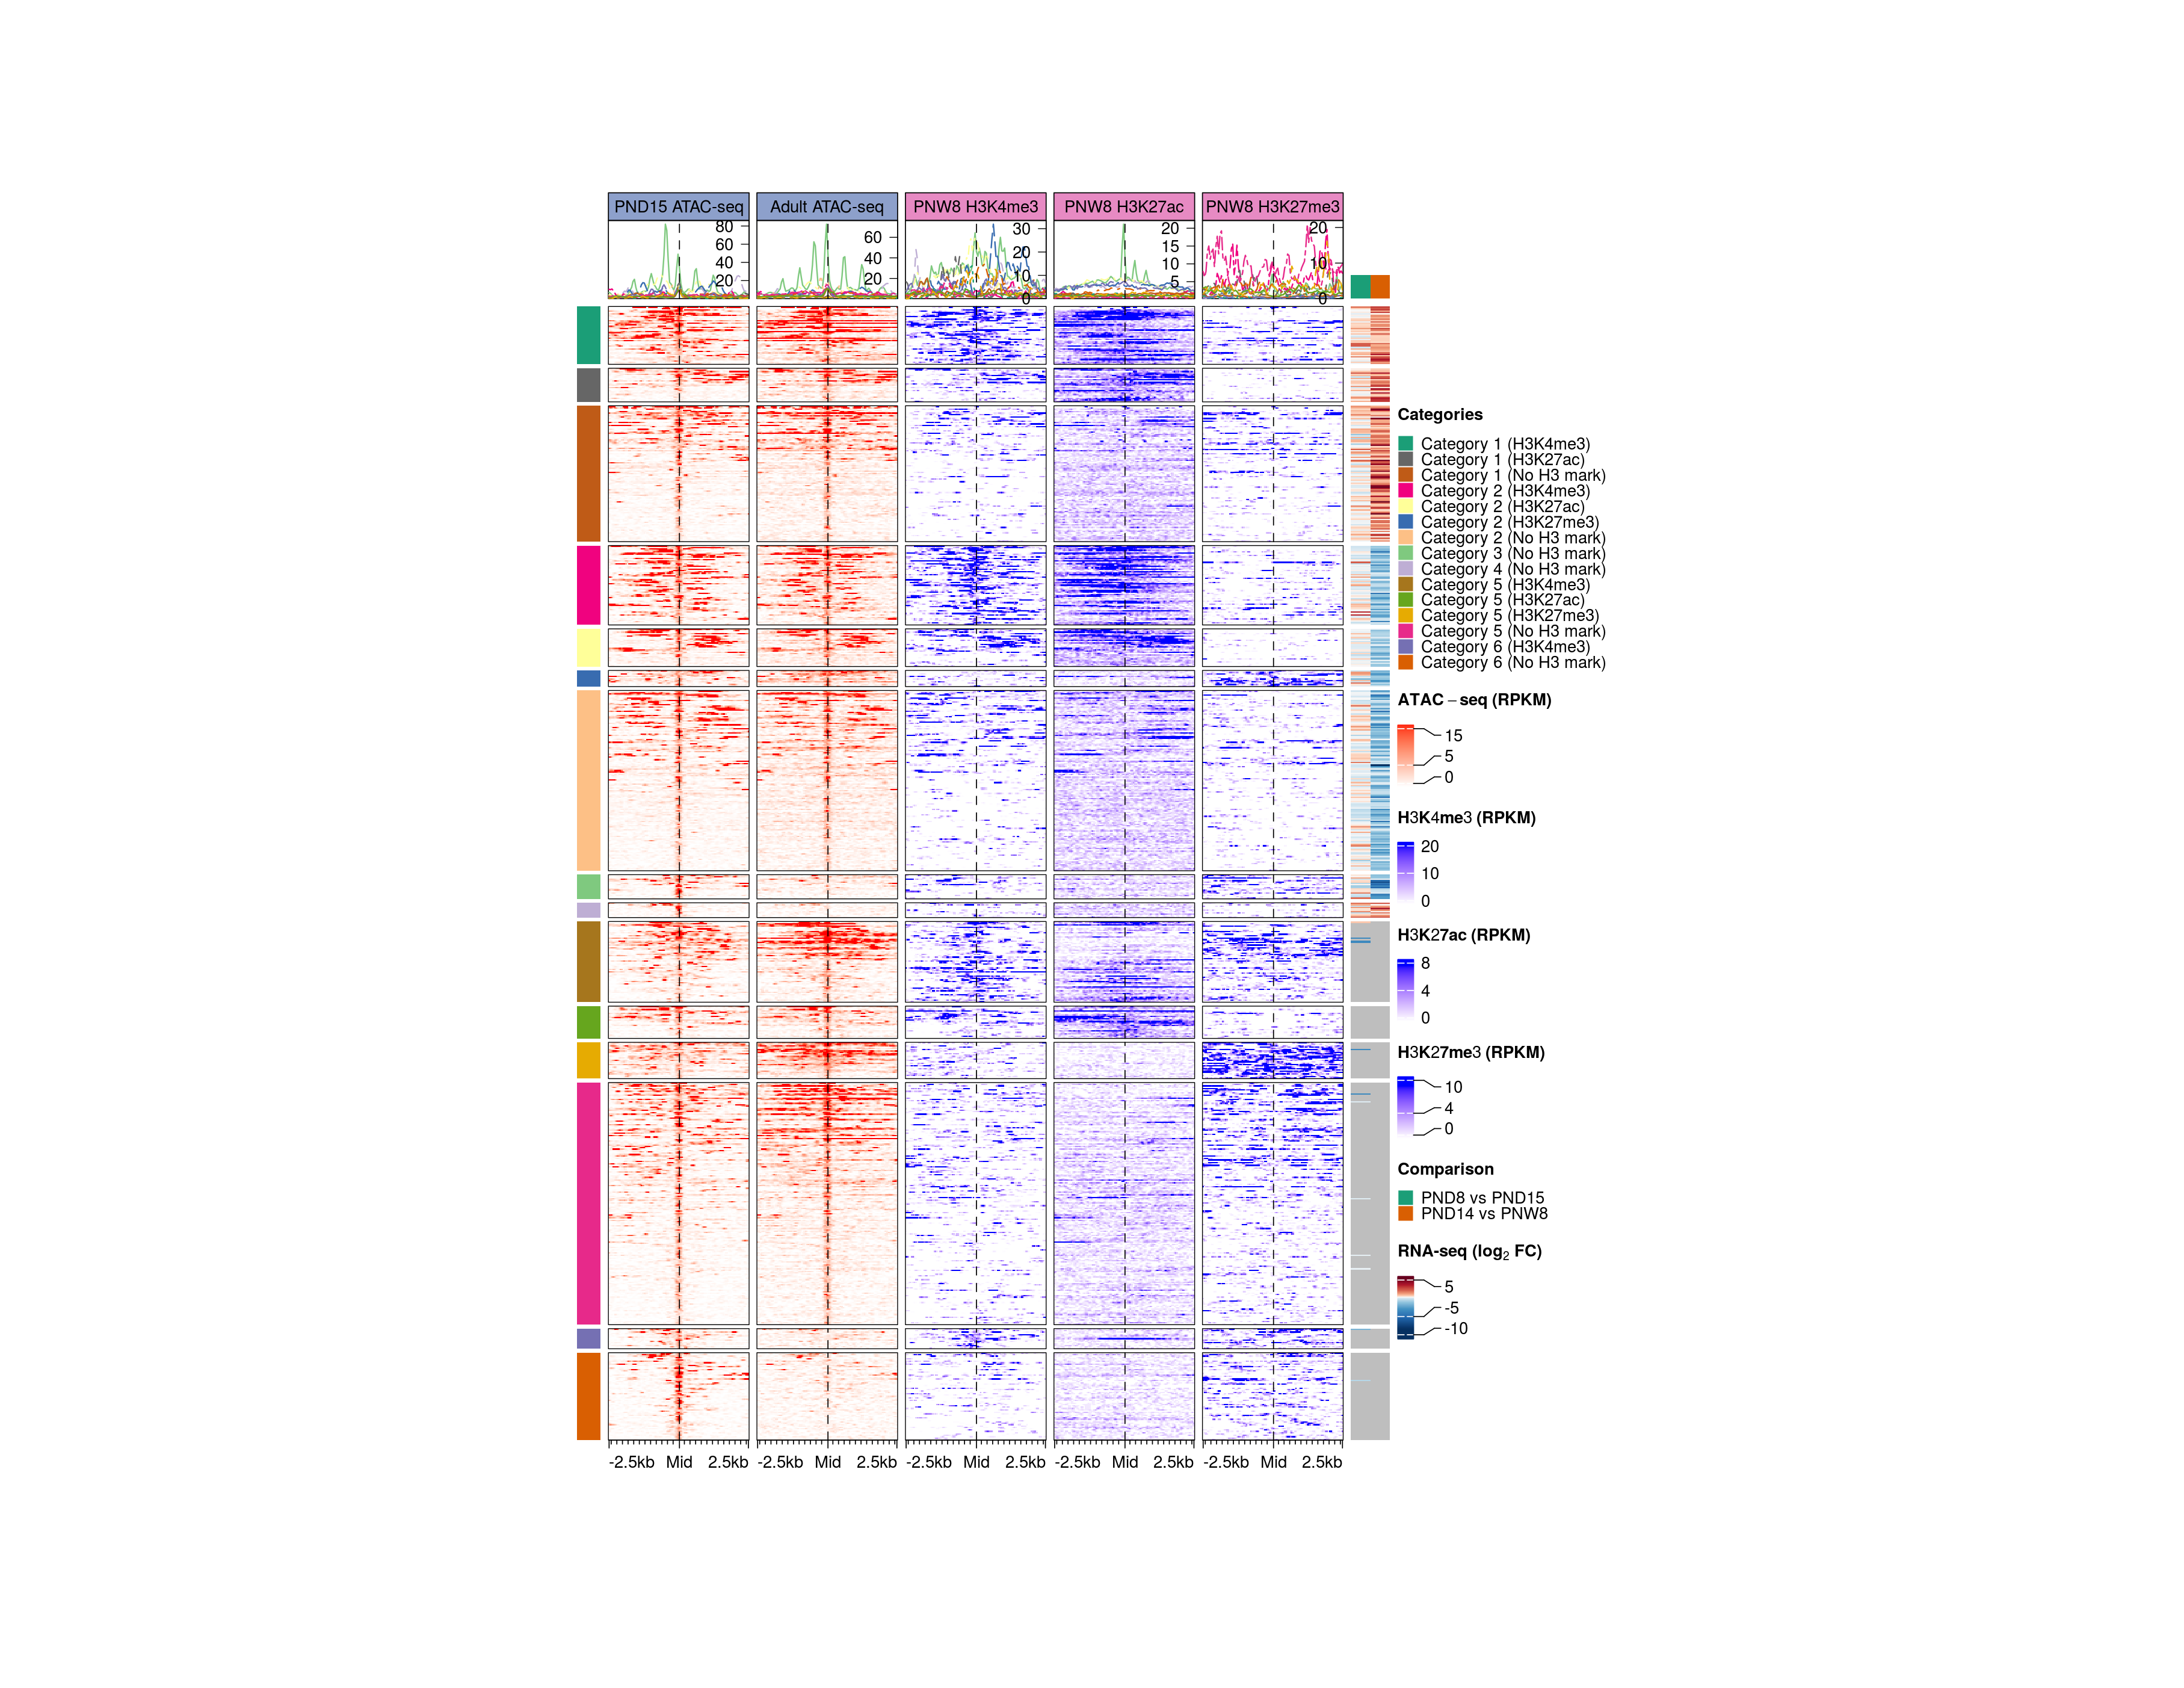 PND15 ATAC-seq Adult ATAC-seq PNW8 H3K4me3 PNW8 H3K27ac PNW8 H3K27me3
80
60
40
20
60
40
20
30
20
10
0
20
15
10
5
20
10
0
Categories
Category 1 (H3K4me3)
Category 1 (H3K27ac)
Category 1 (No H3 mark)
Category 2 (H3K4me3)
Category 2 (H3K27ac)
Category 2 (H3K27me3)
Category 2 (No H3 mark)
Category 3 (No H3 mark)
Category 4 (No H3 mark)
Category 5 (H3K4me3)
Category 5 (H3K27ac)
Category 5 (H3K27me3)
Category 5 (No H3 mark)
Category 6 (H3K4me3)
Category 6 (No H3 mark)
ATAC – seq (RPKM)
15
5
0
H3K4me3 (RPKM)
20
10
0
H3K27ac (RPKM)
8
4
0
H3K27me3 (RPKM)
10
4
0
Comparison
PND8 vs PND15
PND14 vs PNW8
RNA-seq (log₂ FC)
5
-5
-10
-2.5kb Mid 2.5kb -2.5kb Mid 2.5kb -2.5kb Mid 2.5kb -2.5kb Mid 2.5kb -2.5kb Mid 2.5kb